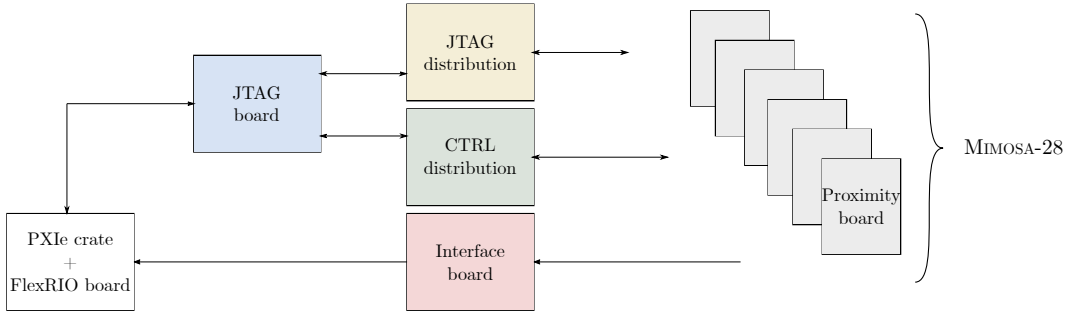 JTAG
distribution
JTAG
board
CTRL
distribution
MIMOSA-28
Proximity
board
PXIe crate
+
FlexRIO board
Interface
board